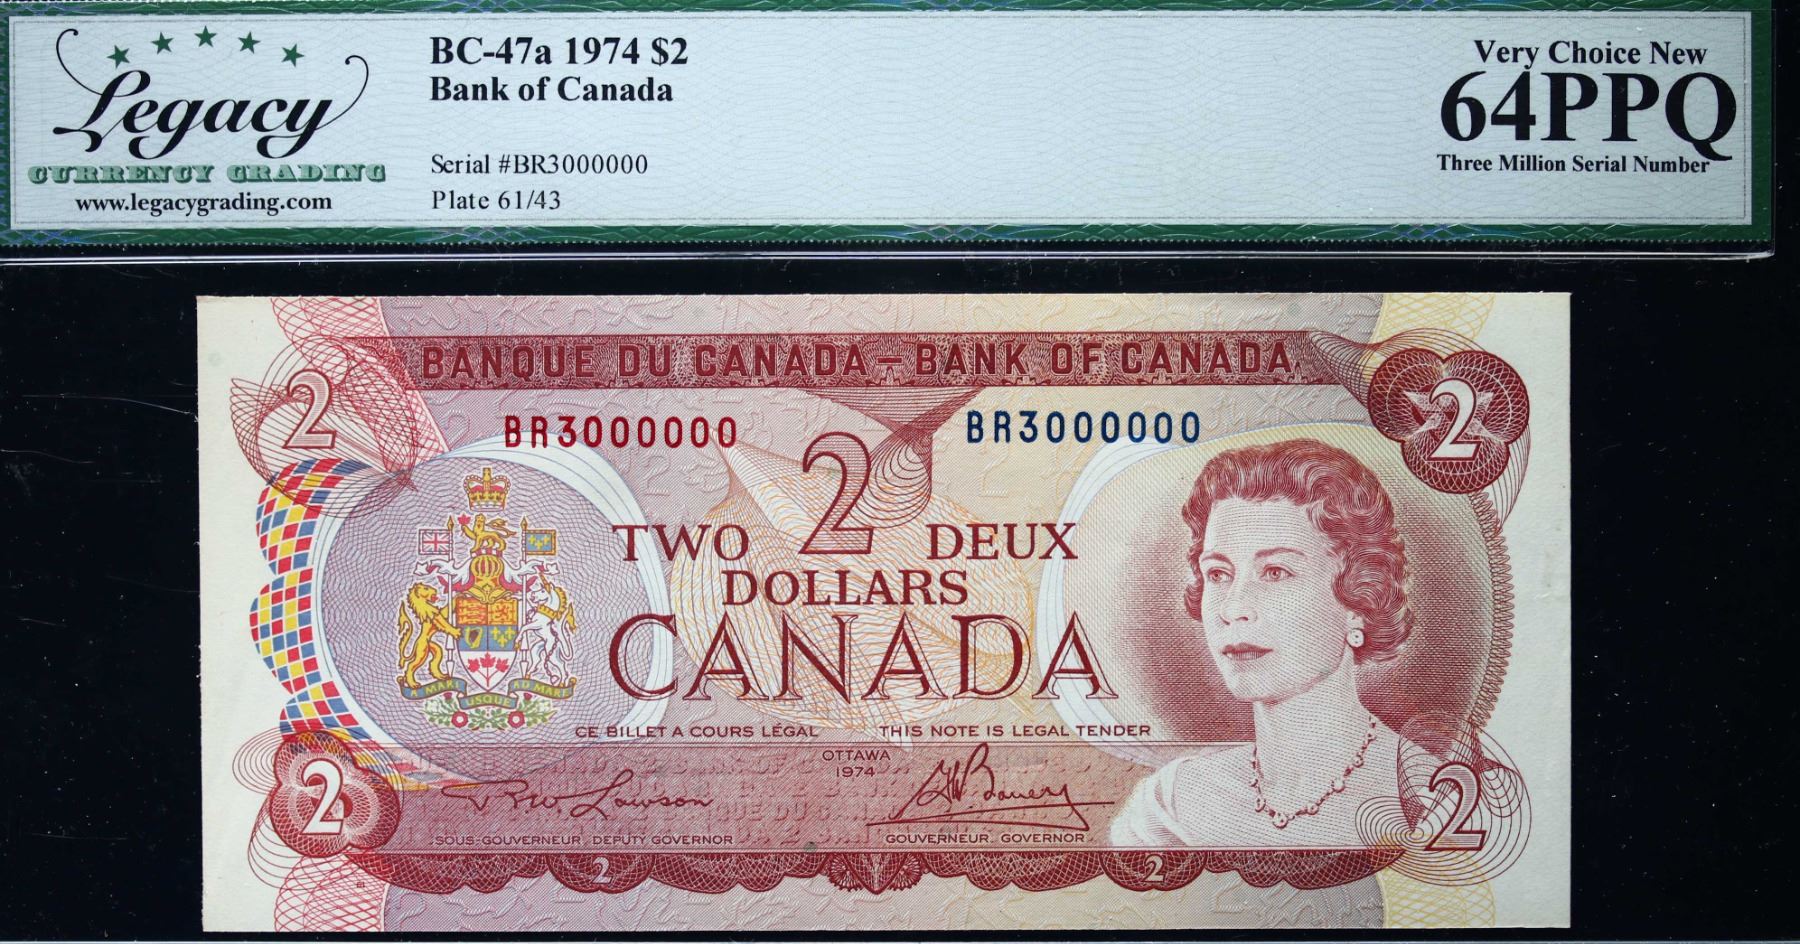 Legacy
CURRENCY GRADING
www.legacygrading.com
BC-47a 1974 $2
Bank of Canada
Serial #BR3000000
Plate 61/43
Very Choice New
64PPQ
Three Million Serial Number
BANQUE DU CANADA — BANK OF CANADA
2
2
BR3000000
BR3000000
2
TWO DEUX
DOLLARS
CANADA
A MARI USQUE AD MARE
CE BILLET A COURS LÉGAL THIS NOTE IS LEGAL TENDER
OTTAWA
1974
2
R.W. Lawson
G.K. Bouey
2
SOUS-GOUVERNEUR, DEPUTY GOVERNOR
GOUVERNEUR, GOVERNOR
2
2